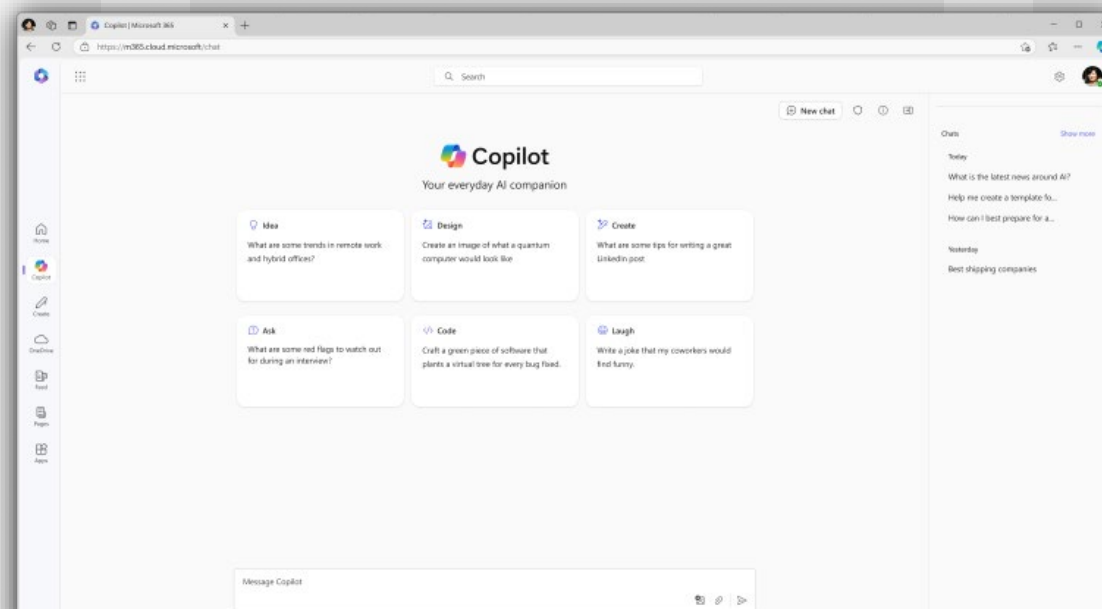 Copilot | Microsoft 365
https://m365.cloud.microsoft/chat
Search
New chat
Copilot
Your everyday AI companion
Idea
What are some trends in remote work
and hybrid offices?
Design
Create an image of what a quantum
computer would look like
Create
What are some tips for writing a great
LinkedIn post
Ask
What are some red flags to watch out
for during an interview?
Code
Craft a green piece of software that
plants a virtual tree for every bug fixed.
Laugh
Write a joke that my coworkers would
find funny.
Message Copilot
Home
Copilot
Create
OneDrive
Feed
Pages
Apps
Chats
Show more
Today
What is the latest news around AI?
Help me create a template fo...
How can I best prepare for a...
Yesterday
Best shipping companies